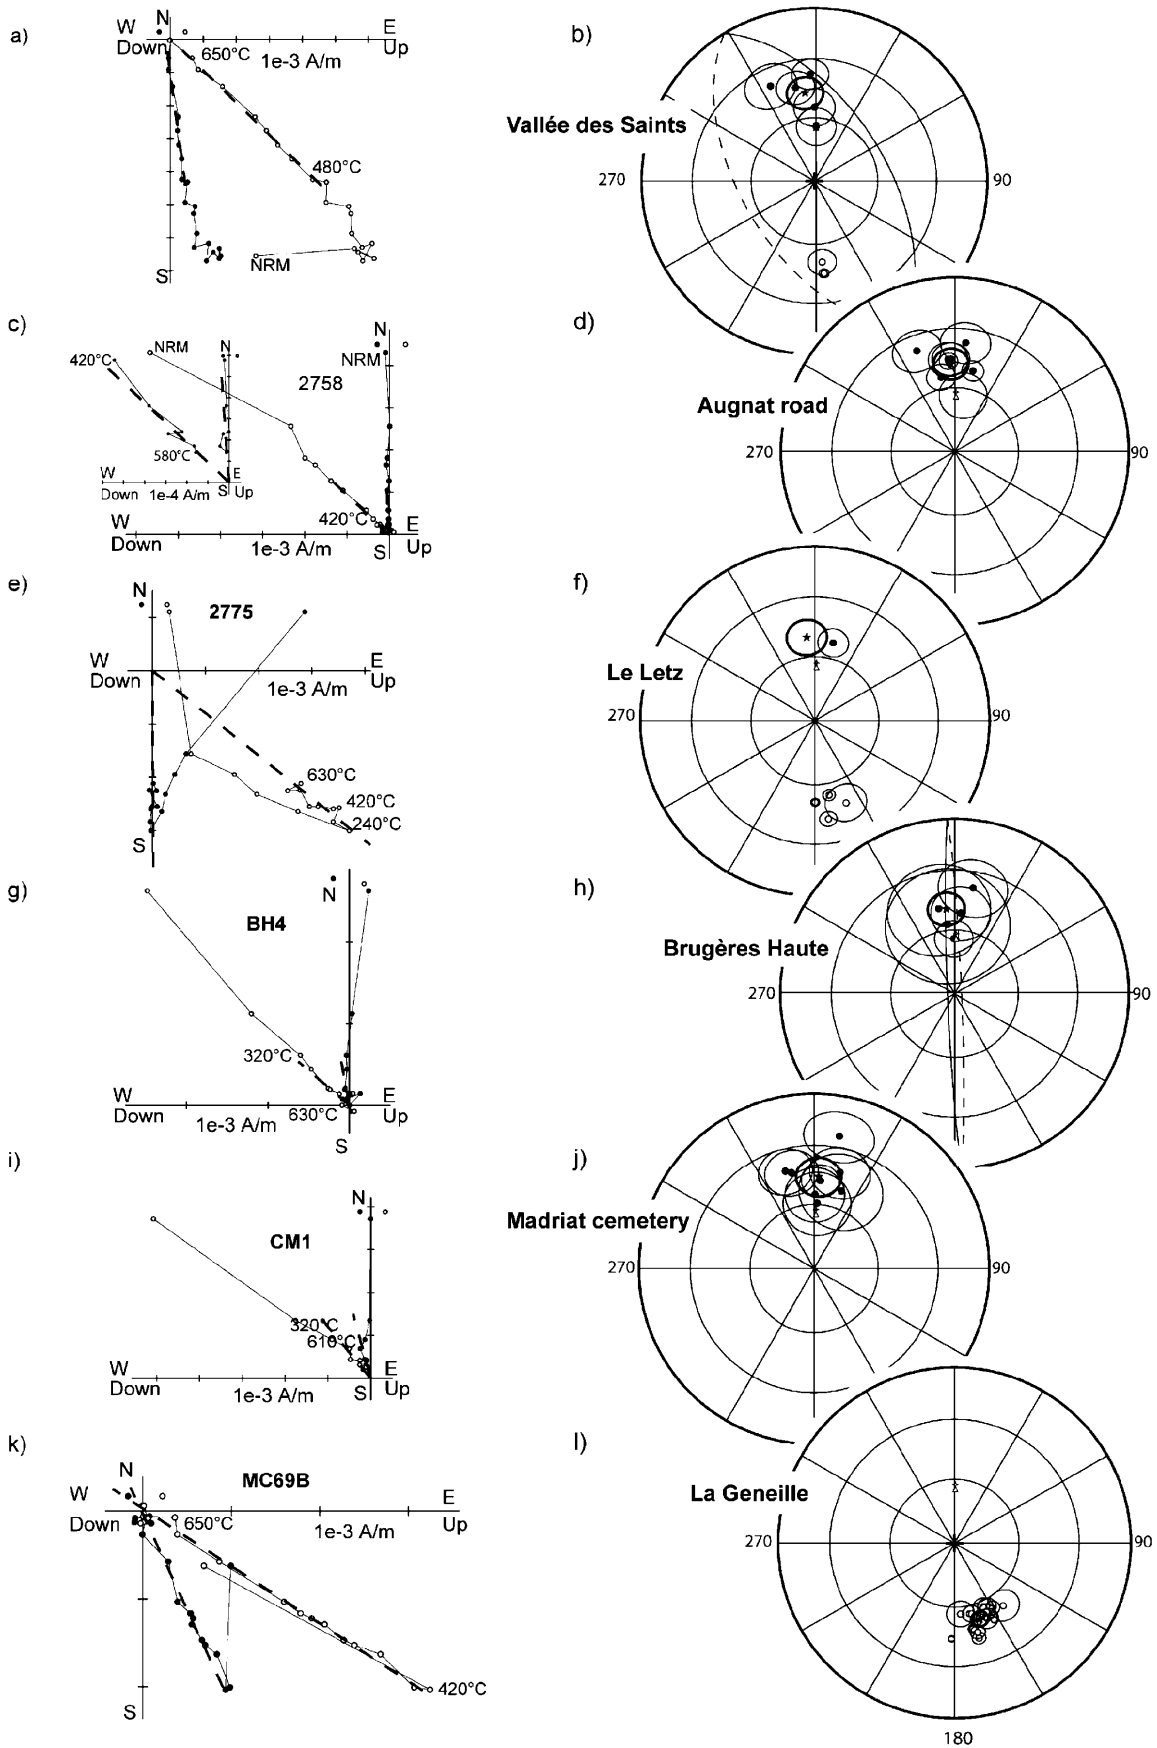 a)
N
W
E
Down
Up
650°C
1e-3 A/m
480°C
NRM
S
b)
Vallée des Saints
270
90
c)
N
420°C
NRM
N
NRM
2758
580°C
W
E
Down
1e-4 A/m
S
Up
420°C
W
E
Down
1e-3 A/m
Up
S
d)
Augnat road
270
90
e)
N
2775
W
E
Down
1e-3 A/m
Up
630°C
420°C
240°C
S
f)
Le Letz
270
90
g)
N
BH4
320°C
W
E
630°C
Down
1e-3 A/m
Up
S
h)
Brugères Haute
270
90
i)
N
CM1
320°C
610°C
W
E
Down
1e-3 A/m
S
Up
j)
Madriat cemetery
270
90
k)
N
MC69B
W
E
Down
650°C
1e-3 A/m
Up
420°C
S
l)
La Geneille
270
90
180